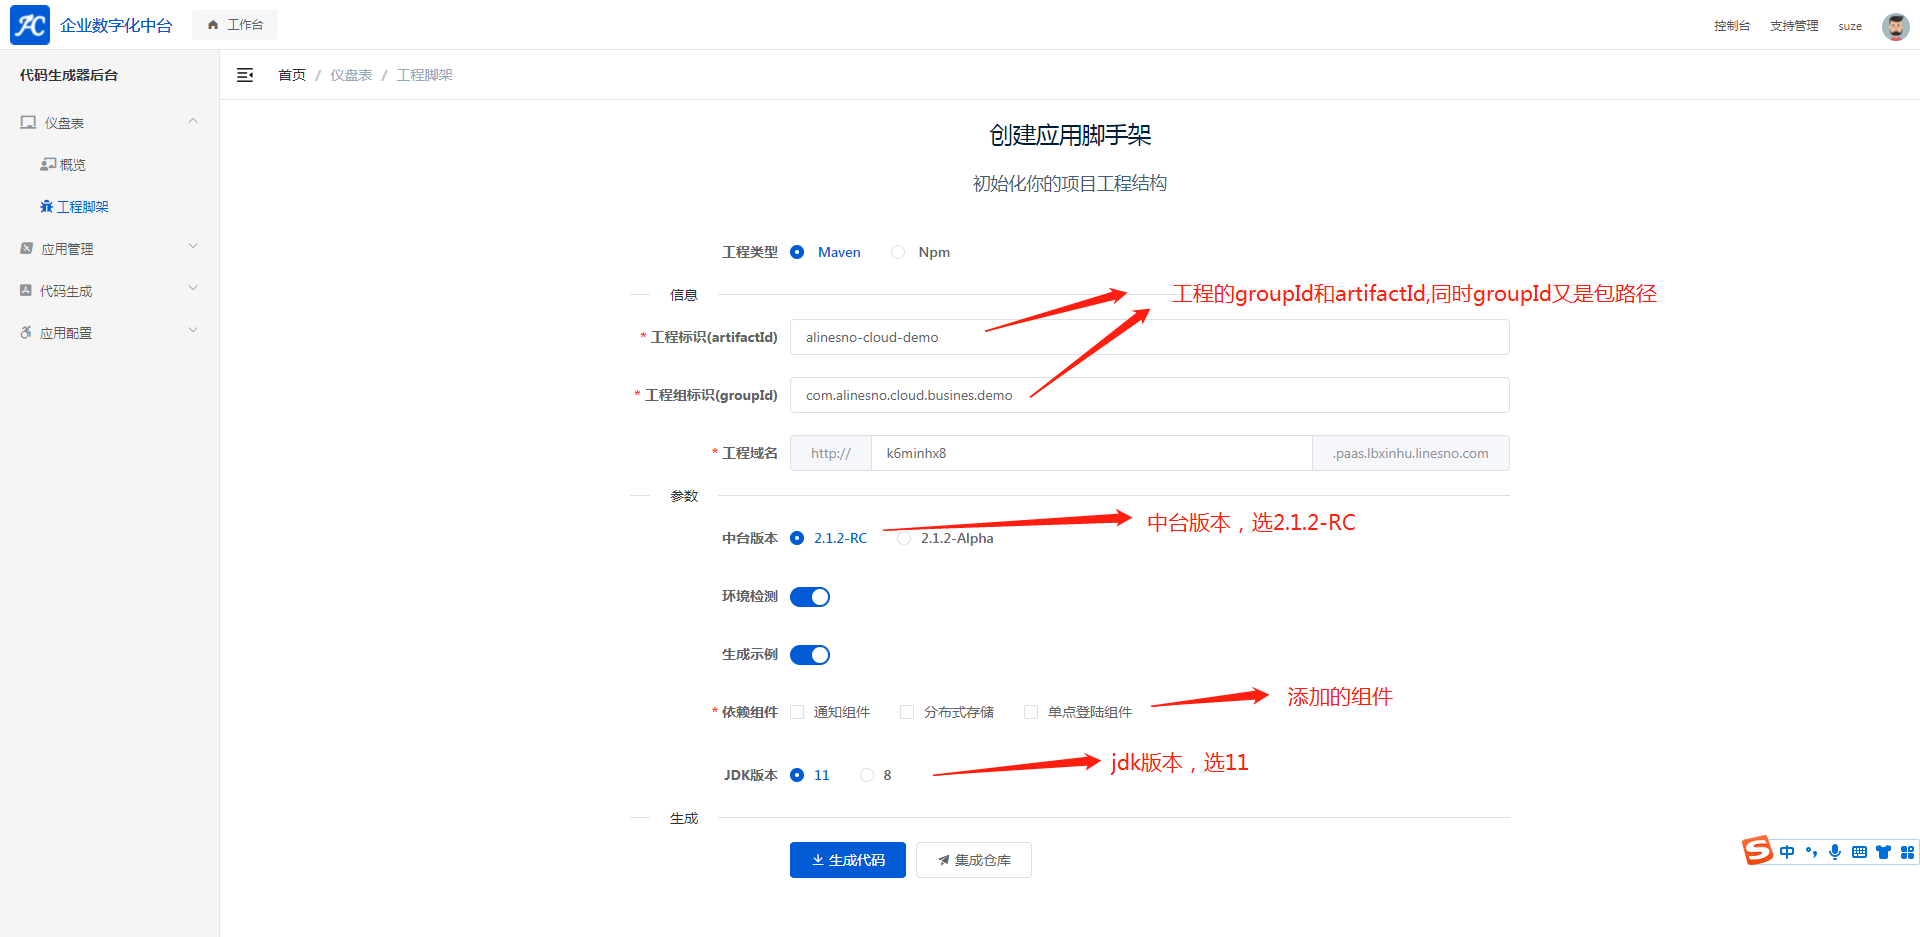 企业数字化中台 工作台 控制台 支持管理 suze
代码生成器后台
首页 / 仪盘表 / 工程脚架
仪盘表
概览
工程脚架
应用管理
代码生成
应用配置
创建应用脚手架
初始化你的项目工程结构
工程类型 Maven Npm
信息
工程的groupId和artifactId,同时groupId又是包路径
* 工程标识(artifactId) alinesno-cloud-demo
* 工程组标识(groupId) com.alinesno.cloud.busines.demo
* 工程域名 http:// k6minhx8 .paas.lbxinhu.linesno.com
参数
中台版本，选2.1.2-RC
中台版本 2.1.2-RC 2.1.2-Alpha
环境检测
生成示例
添加的组件
* 依赖组件 通知组件 分布式存储 单点登陆组件
jdk版本，选11
JDK版本 11 8
生成
生成代码 集成仓库
中